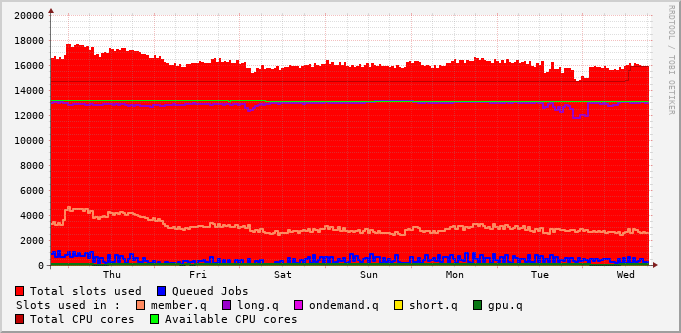 20000
18000
16000
14000
12000
10000
8000
6000
4000
2000
0
Thu Fri Sat Sun Mon Tue Wed
RRDTOOL / TOBI OETIKER
Total slots used Queued Jobs
Slots used in : member.q long.q ondemand.q short.q gpu.q
Total CPU cores Available CPU cores